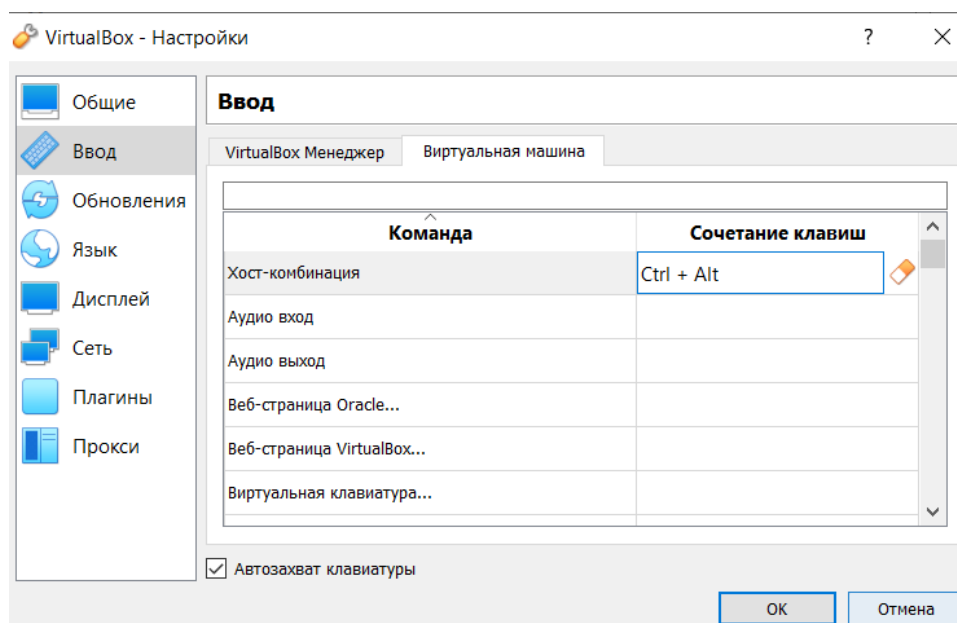 VirtualBox - Настройки ?
Общие
Ввод
Обновления
Язык
Дисплей
Сеть
Плагины
Прокси
Ввод
VirtualBox Менеджер Виртуальная машина
Команда Сочетание клавиш
Хост-комбинация Ctrl + Alt
Аудио вход
Аудио выход
Веб-страница Oracle...
Веб-страница VirtualBox...
Виртуальная клавиатура...
Автозахват клавиатуры
ОК Отмена